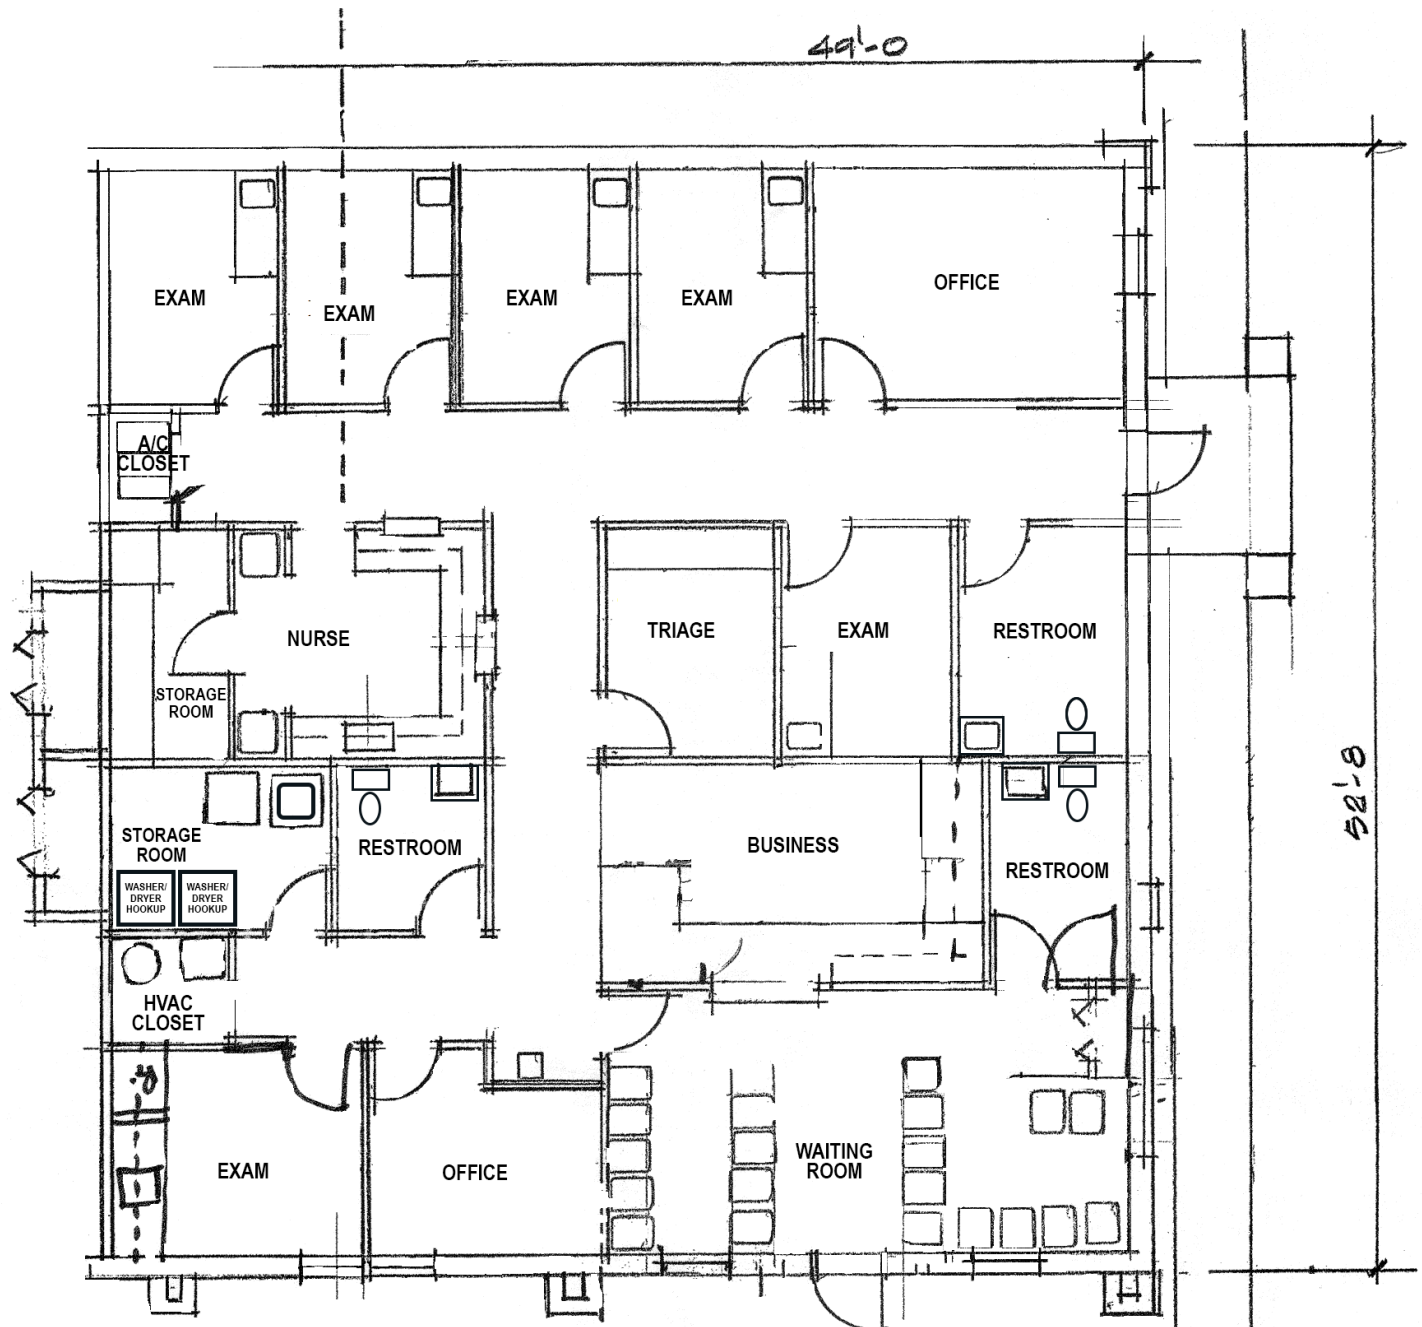 49'-0
EXAM
EXAM
EXAM
EXAM
OFFICE
A/C
CLOSET
NURSE
TRIAGE
EXAM
RESTROOM
STORAGE
ROOM
52'-8
STORAGE
ROOM
RESTROOM
BUSINESS
RESTROOM
WASHER/
DRYER
HOOKUP
WASHER/
DRYER
HOOKUP
HVAC
CLOSET
EXAM
OFFICE
WAITING
ROOM